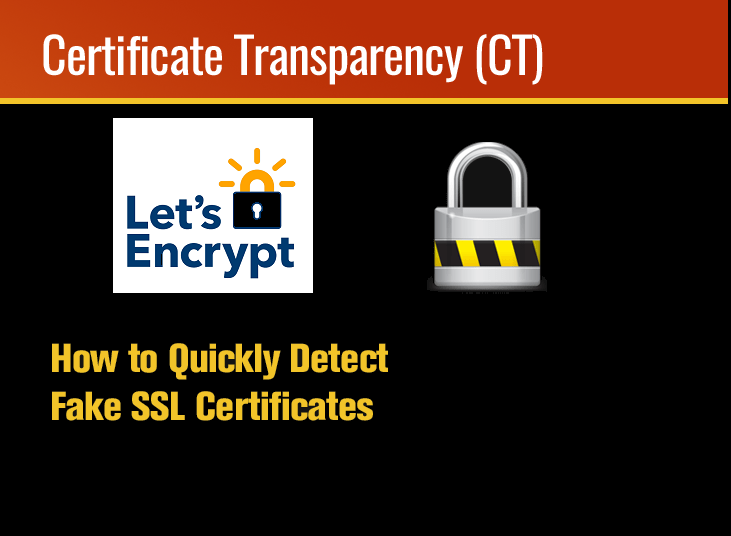 Certificate Transparency (CT)
Let's
Encrypt
How to Quickly Detect
Fake SSL Certificates